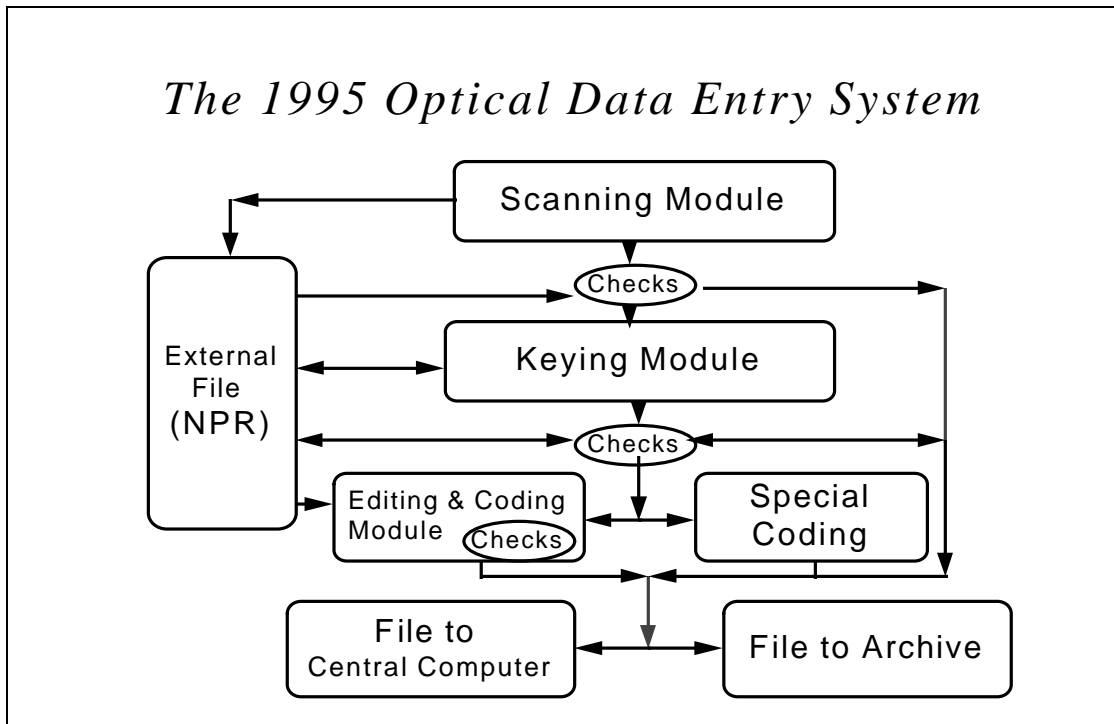 The 1995 Optical Data Entry System
Scanning Module
Checks
External
File
(NPR)
Keying Module
Checks
Editing & Coding
Module
Checks
Special
Coding
File to
Central Computer
File to Archive